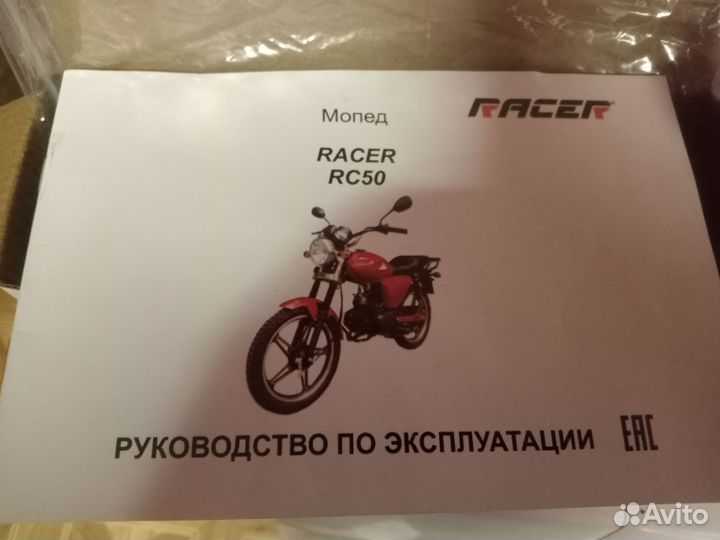 Мопед
RACER
RACER
RC50
РУКОВОДСТВО ПО ЭКСПЛУАТАЦИИ
EAC
Avito